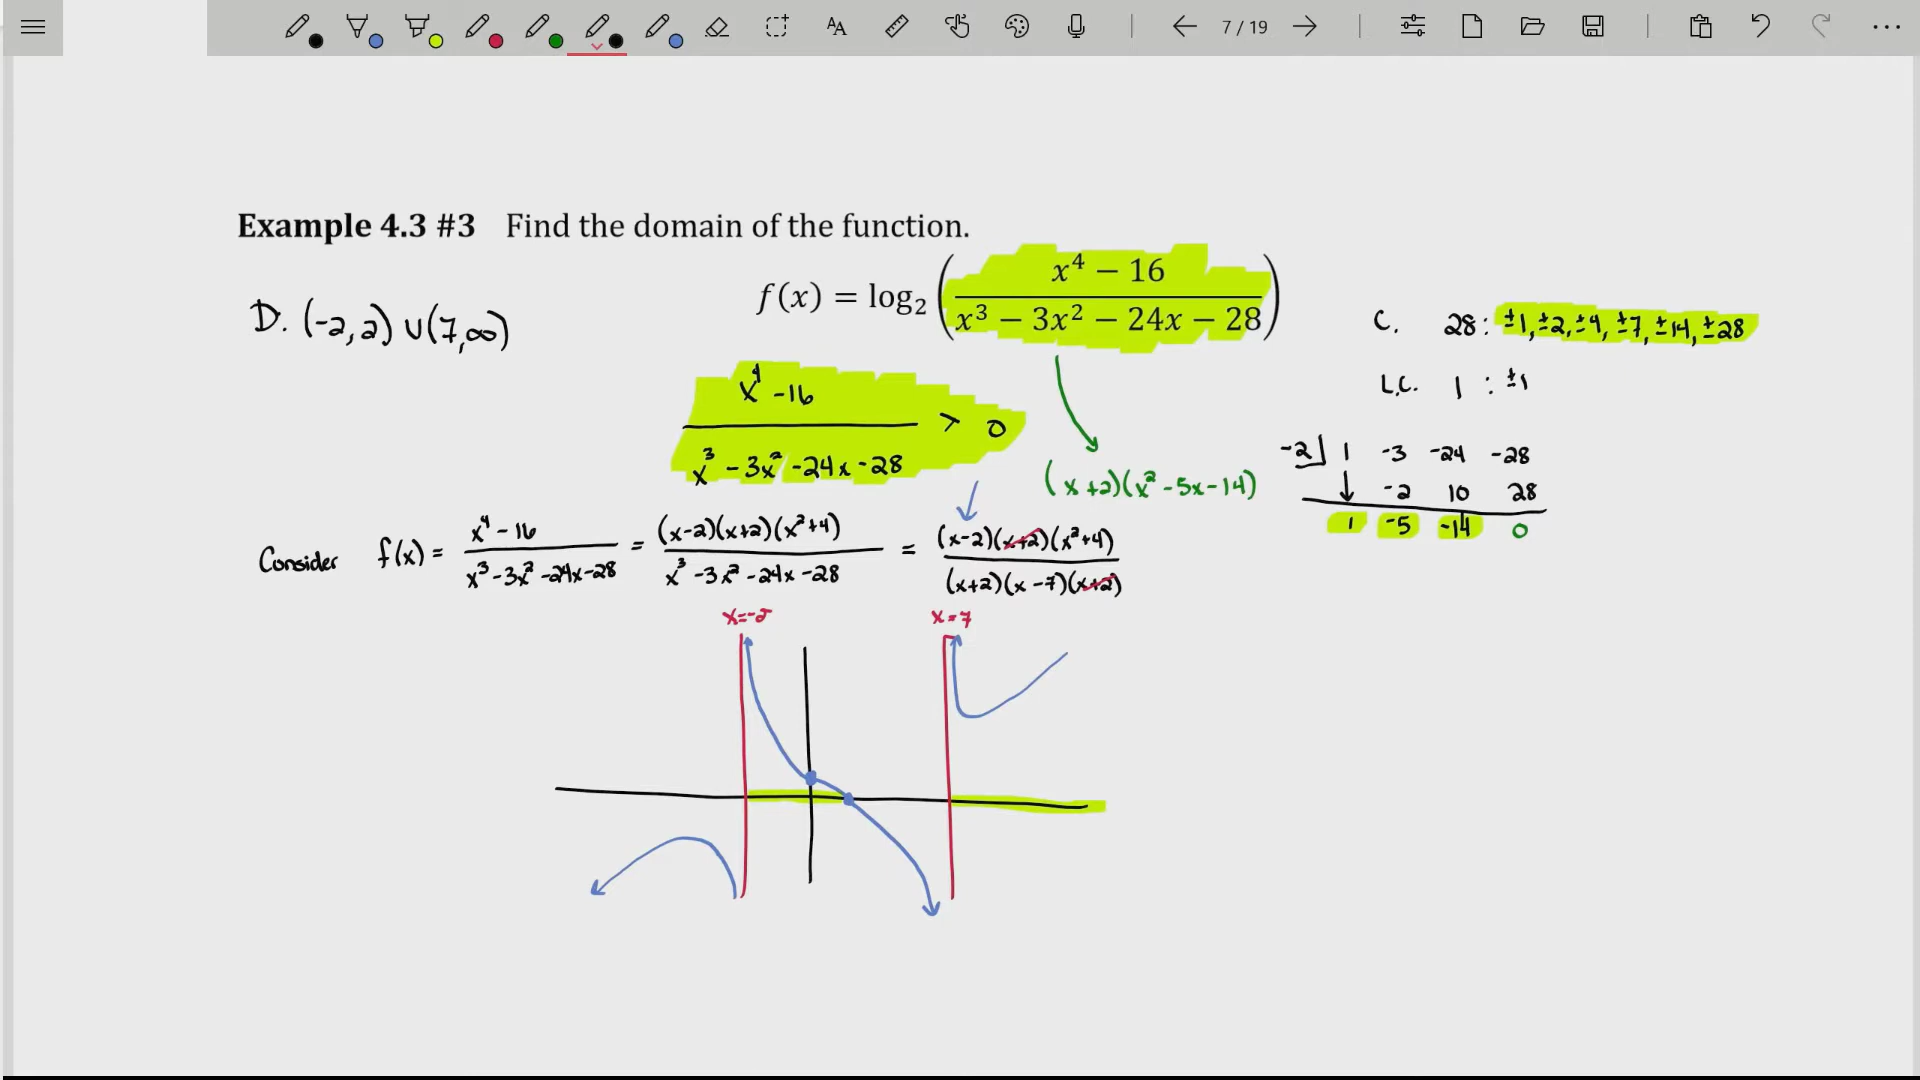 7 / 19
Example 4.3 #3 Find the domain of the function.
f(x) = log₂ ( (x⁴ − 16) / (x³ − 3x² − 24x − 28) )
D. (-2, 2) ∪ (7, ∞)
C. 28: ±1, ±2, ±4, ±7, ±14, ±28
L.C. 1 : ±1
(x⁴ - 16) / (x³ - 3x² - 24x - 28) > 0
(x+2)(x² - 5x - 14)
-2 | 1 -3 -24 -28
↓ -2 10 28
1 -5 -14 0
Consider f(x) = (x⁴ - 16) / (x³ - 3x² - 24x - 28) = (x-2)(x+2)(x²+4) / (x³ - 3x² - 24x - 28) = (x-2)(x+2)(x²+4) / (x+2)(x-7)(x+2)
x=-2 x=7